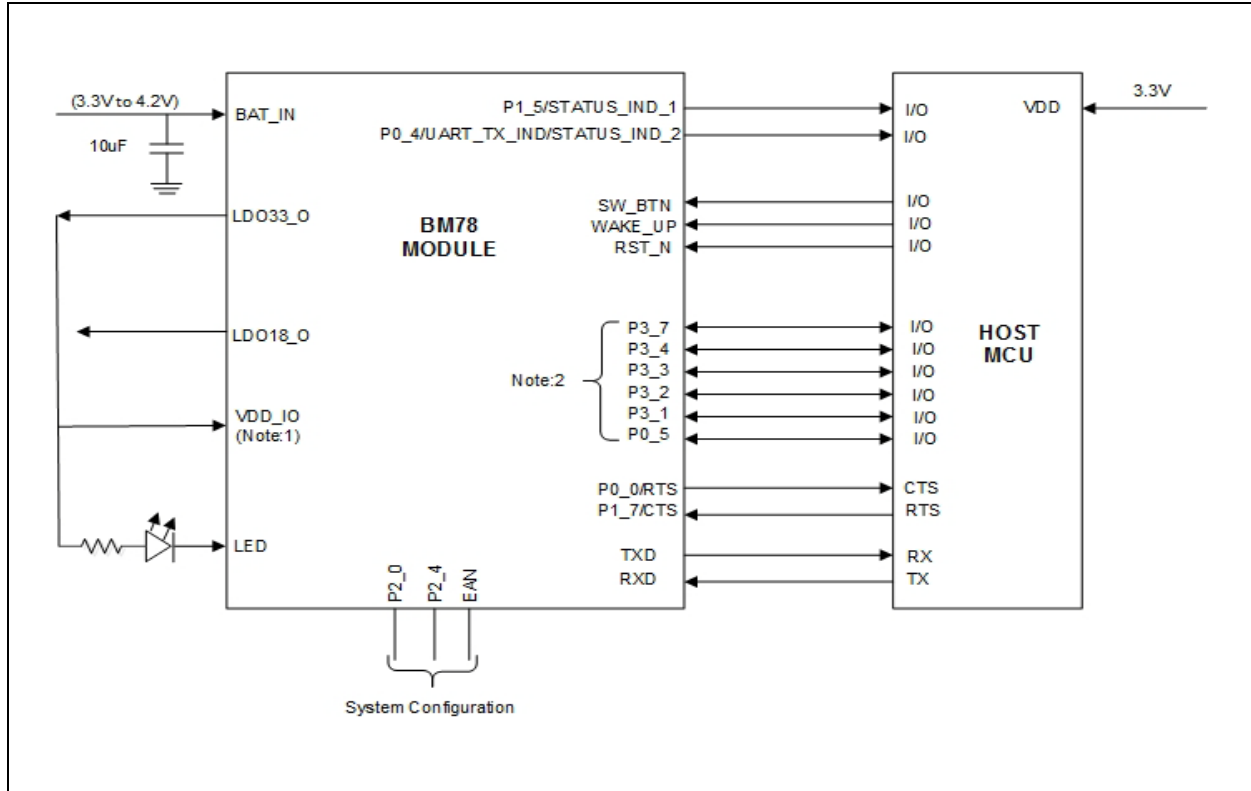 (3.3V to 4.2V)
10uF
BAT_IN
LDO33_O
LDO18_O
VDD_IO
(Note:1)
LED
BM78
MODULE
P1_5/STATUS_IND_1
P0_4/UART_TX_IND/STATUS_IND_2
SW_BTN
WAKE_UP
RST_N
Note:2
P3_7
P3_4
P3_3
P3_2
P3_1
P0_5
P0_0/RTS
P1_7/CTS
TXD
RXD
P2_0
P2_4
EAN
System Configuration
I/O
I/O
I/O
I/O
I/O
I/O
I/O
I/O
I/O
I/O
I/O
CTS
RTS
RX
TX
HOST
MCU
VDD
3.3V